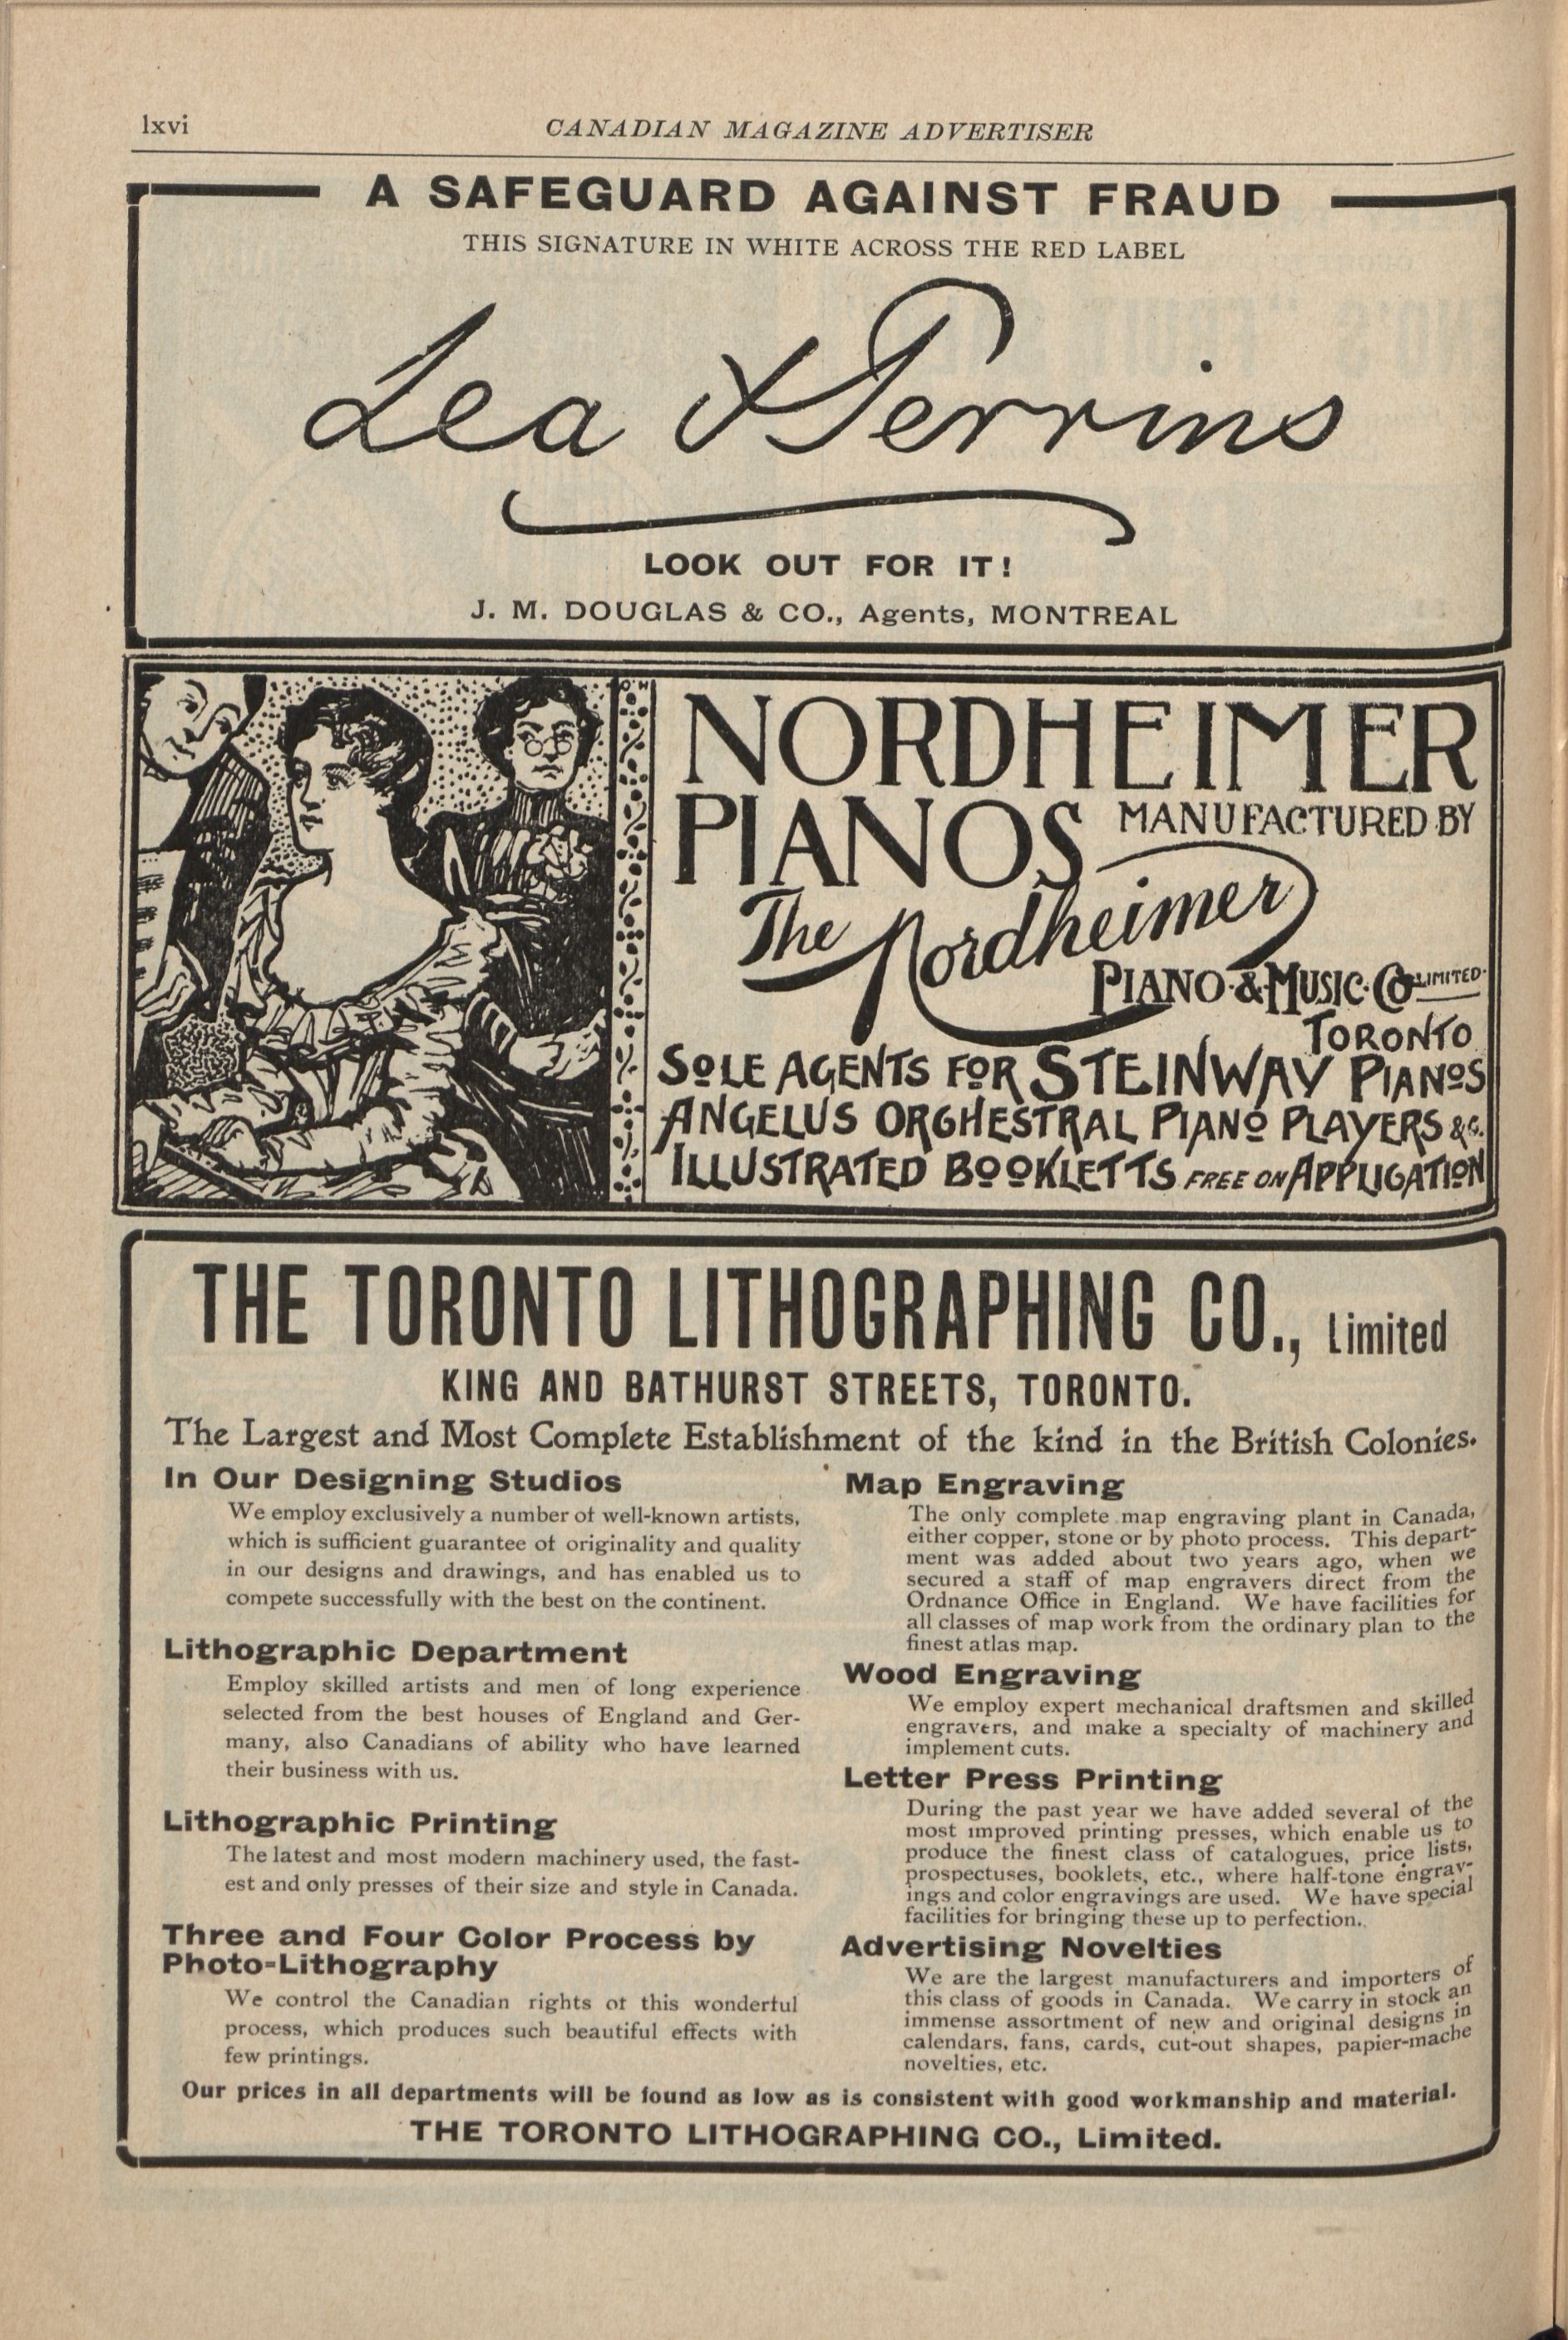 lxvi
CANADIAN MAGAZINE ADVERTISER
A SAFEGUARD AGAINST FRAUD
THIS SIGNATURE IN WHITE ACROSS THE RED LABEL
Lea & Perrins
LOOK OUT FOR IT!
J. M. DOUGLAS & CO., Agents, MONTREAL
NORDHEIMER
PIANOS MANUFACTURED BY
The Nordheimer
PIANO & MUSIC CO LIMITED
TORONTO
SOLE AGENTS FOR STEINWAY PIANOS
ANGELUS ORCHESTRAL PIANO PLAYERS &C.
ILLUSTRATED BOOKLETTS FREE ON APPLICATION
THE TORONTO LITHOGRAPHING CO., Limited
KING AND BATHURST STREETS, TORONTO.
The Largest and Most Complete Establishment of the kind in the British Colonies.
In Our Designing Studios
We employ exclusively a number of well-known artists,
which is sufficient guarantee of originality and quality
in our designs and drawings, and has enabled us to
compete successfully with the best on the continent.
Lithographic Department
Employ skilled artists and men of long experience
selected from the best houses of England and Ger-
many, also Canadians of ability who have learned
their business with us.
Lithographic Printing
The latest and most modern machinery used, the fast-
est and only presses of their size and style in Canada.
Three and Four Color Process by
Photo-Lithography
We control the Canadian rights of this wonderful
process, which produces such beautiful effects with
few printings.
Map Engraving
The only complete map engraving plant in Canada,
either copper, stone or by photo process. This depart-
ment was added about two years ago, when we
secured a staff of map engravers direct from the
Ordnance Office in England. We have facilities for
all classes of map work from the ordinary plan to the
finest atlas map.
Wood Engraving
We employ expert mechanical draftsmen and skilled
engravers, and make a specialty of machinery and
implement cuts.
Letter Press Printing
During the past year we have added several of the
most improved printing presses, which enable us to
produce the finest class of catalogues, price lists,
prospectuses, booklets, etc., where half-tone engrav-
ings and color engravings are used. We have special
facilities for bringing these up to perfection.
Advertising Novelties
We are the largest manufacturers and importers of
this class of goods in Canada. We carry in stock an
immense assortment of new and original designs in
calendars, fans, cards, cut-out shapes, papier-mache
novelties, etc.
Our prices in all departments will be found as low as is consistent with good workmanship and material.
THE TORONTO LITHOGRAPHING CO., Limited.